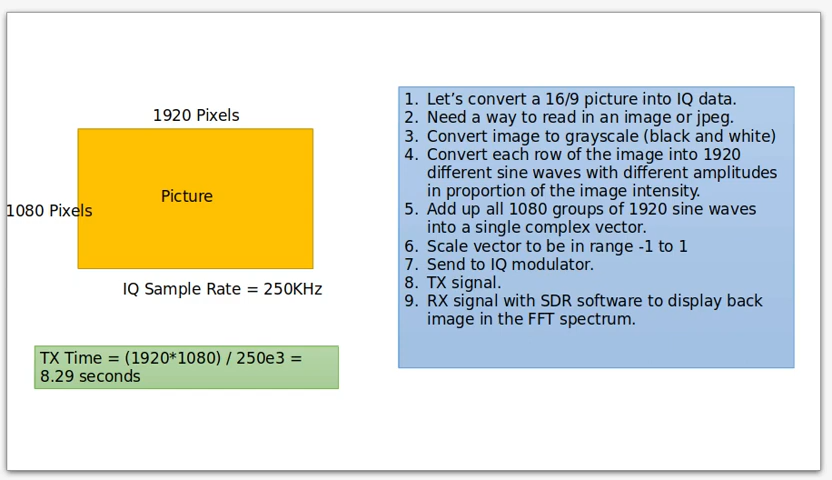 1920 Pixels
Picture
1080 Pixels
IQ Sample Rate = 250KHz
TX Time = (1920*1080) / 250e3 =
8.29 seconds
1. Let's convert a 16/9 picture into IQ data.
2. Need a way to read in an image or jpeg.
3. Convert image to grayscale (black and white)
4. Convert each row of the image into 1920
different sine waves with different amplitudes
in proportion of the image intensity.
5. Add up all 1080 groups of 1920 sine waves
into a single complex vector.
6. Scale vector to be in range -1 to 1
7. Send to IQ modulator.
8. TX signal.
9. RX signal with SDR software to display back
image in the FFT spectrum.